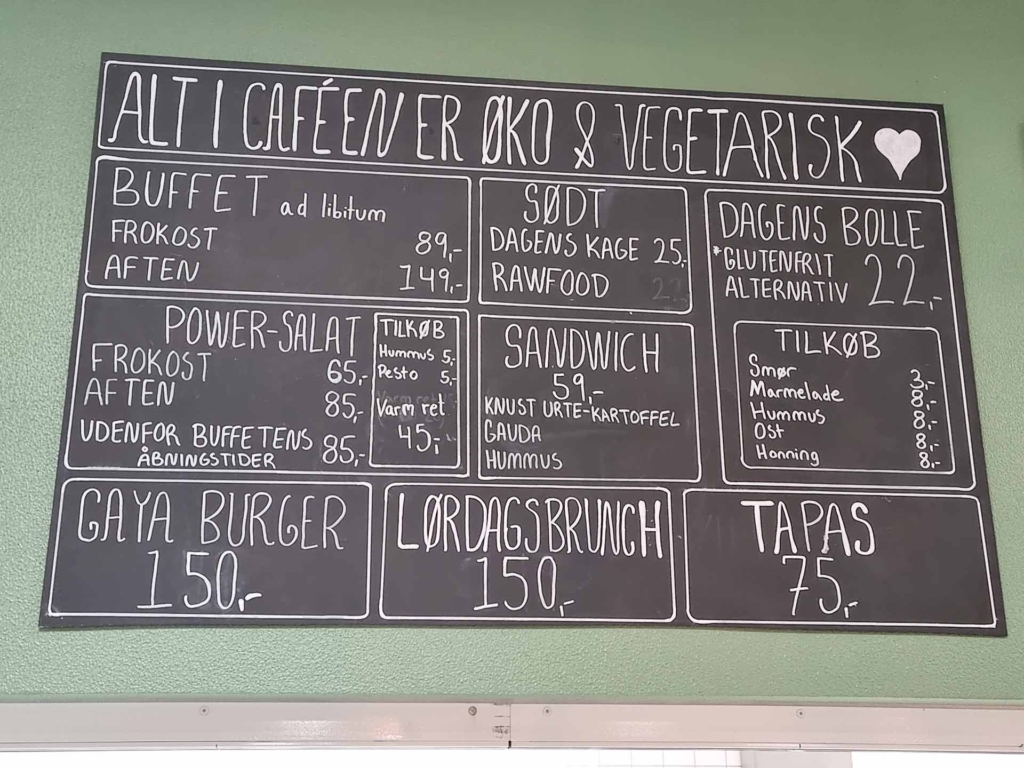 ALT I CAFÉEN ER ØKO & VEGETARISK
BUFFET ad libitum
FROKOST 89,-
AFTEN 149,-
SØDT
DAGENS KAGE 25,-
RAWFOOD
DAGENS BOLLE
*GLUTENFRIT
ALTERNATIV 22,-
POWER-SALAT
FROKOST 65,-
AFTEN 85,-
UDENFOR BUFFETENS
ÅBNINGSTIDER 85,-
TILKØB
Hummus 5,-
Pesto 5,-
Varm ret
45,-
SANDWICH
59,-
KNUST URTE-KARTOFFEL
GAUDA
HUMMUS
TILKØB
Smør 3,-
Marmelade 8,-
Hummus 8,-
Ost 8,-
Honning 8,-
GAYA BURGER
150,-
LØRDAGSBRUNCH
150,-
TAPAS
75,-